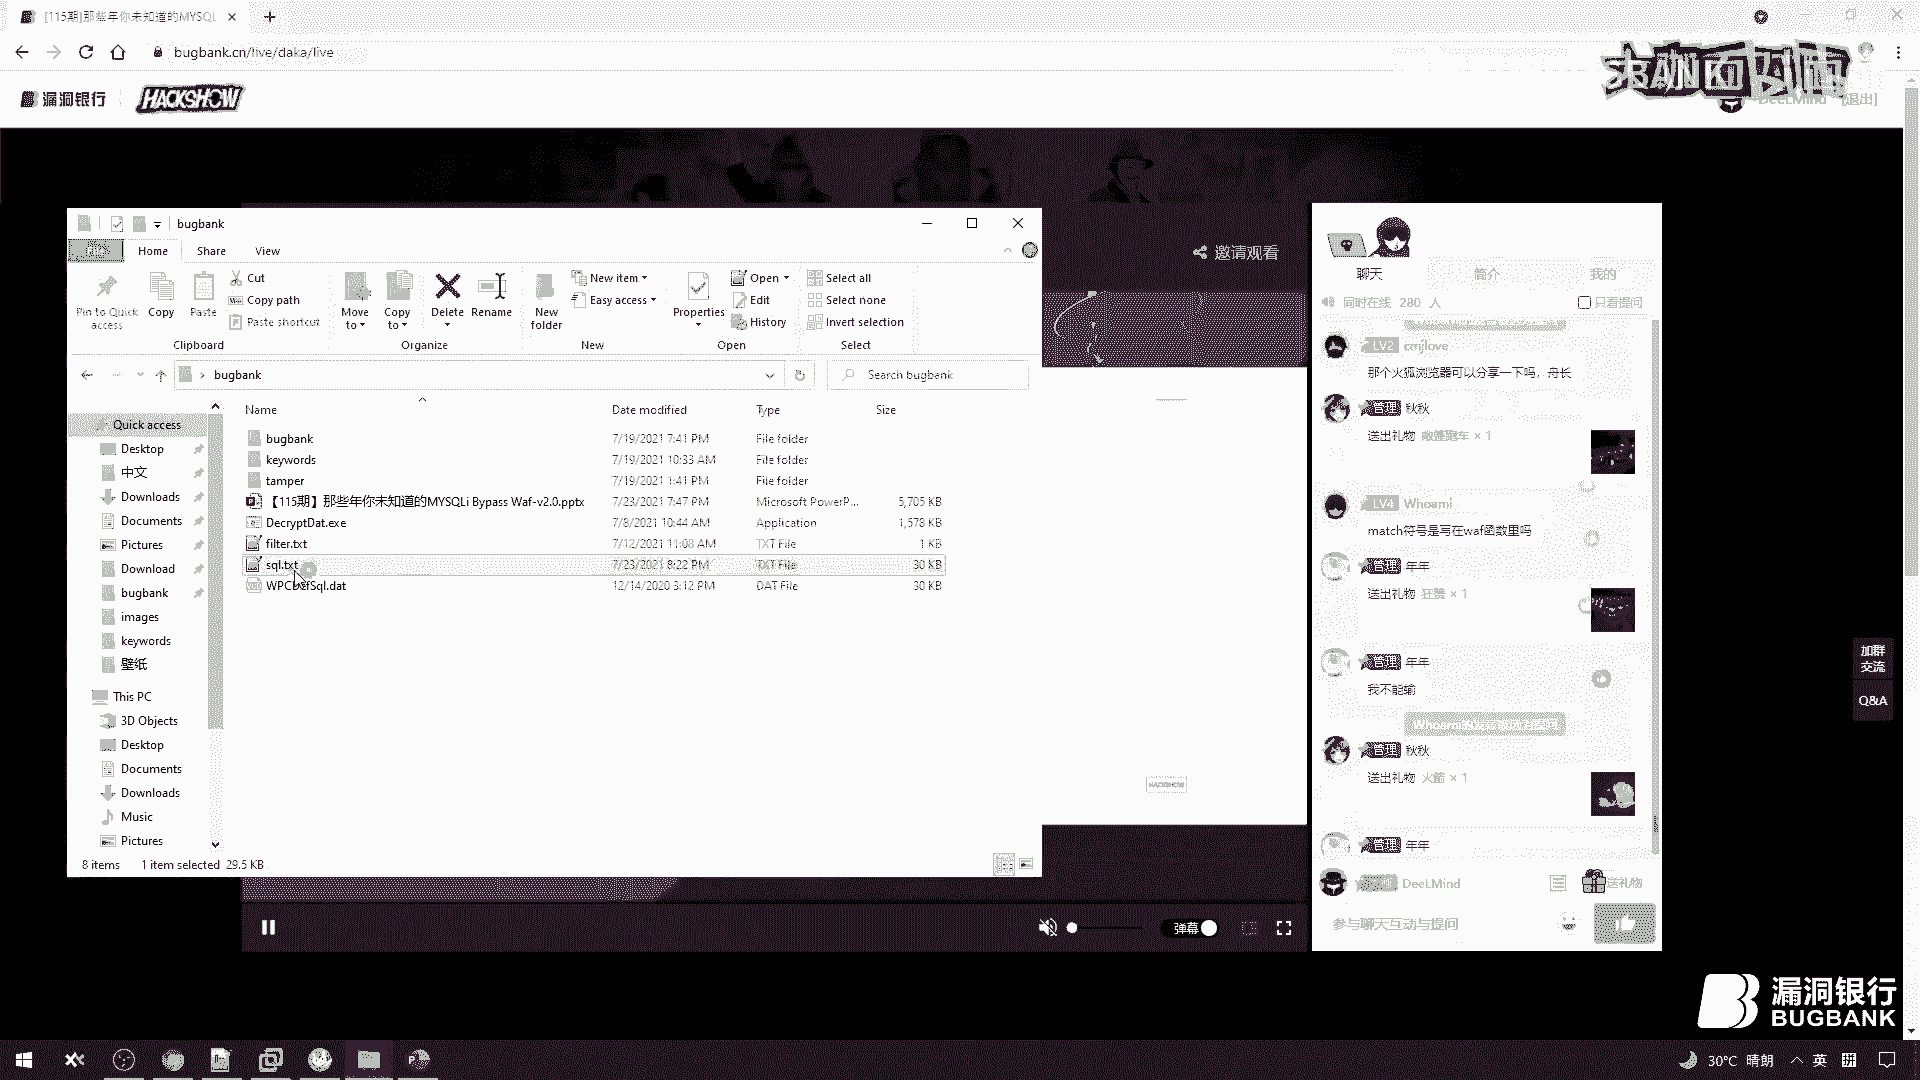 [115期]那些年你未知道的MYSQL
bugbank.cn/live/daka/live
漏洞银行
HACKSHOW
DeeLMind [退出]
bugbank
Home Share View
Pin to Quick access
Copy
Paste
Cut
Copy path
Paste shortcut
Clipboard
Move to
Copy to
Delete
Rename
Organize
New folder
New item
Easy access
New
Properties
Open
Edit
History
Open
Select all
Select none
Invert selection
Select
bugbank
Search bugbank
Name Date modified Type Size
bugbank 7/19/2021 7:41 PM File folder
keywords 7/19/2021 10:33 AM File folder
tamper 7/19/2021 1:41 PM File folder
【115期】那些年你未知道的MYSQLi Bypass Waf-v2.0.pptx 7/23/2021 7:47 PM Microsoft PowerP... 5,705 KB
DecryptDat.exe 7/8/2021 10:44 AM Application 1,578 KB
filter.txt 7/12/2021 11:08 AM TXT File 1 KB
sql.txt 7/23/2021 8:22 PM TXT File 30 KB
12/14/2020 3:12 PM DAT File 30 KB
Quick access
Desktop
中文
Downloads
Documents
Pictures
Download
bugbank
images
keywords
壁纸
This PC
3D Objects
Desktop
Documents
Downloads
Music
Pictures
8 items 1 item selected 29.5 KB
邀请观看
HACKSHOW
弹幕
聊天 简介 我的
同时在线 280 人 只看提问
LV2 cmjlove
那个火狐浏览器可以分享一下吗，舟长
管理 秋秋
送出礼物 敞篷跑车 × 1
LV4 Whoami
match符号是写在waf函数里吗
管理 年年
送出礼物 狂赞 × 1
管理 年年
我不能输
管理 秋秋
送出礼物 火箭 × 1
管理 年年
DeeLMind 送礼物
参与聊天互动与提问
加群
交流
Q&A
漏洞银行
BUGBANK
30°C 晴朗 英 拼